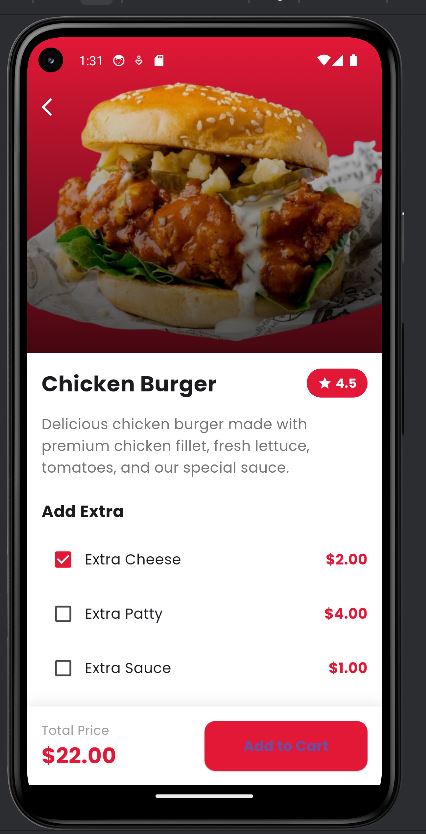 1:31
Chicken Burger
★ 4.5
Delicious chicken burger made with
premium chicken fillet, fresh lettuce,
tomatoes, and our special sauce.
Add Extra
Extra Cheese $2.00
Extra Patty $4.00
Extra Sauce $1.00
Total Price
$22.00
Add to Cart